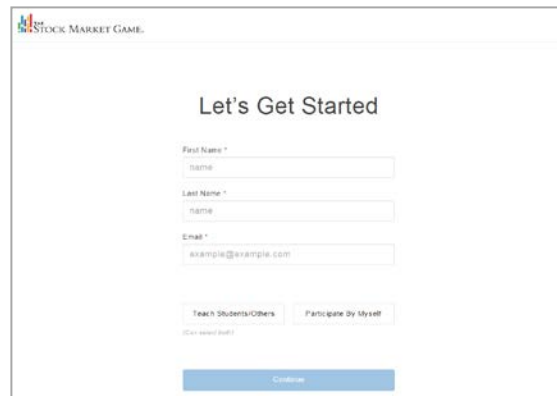 THE
STOCK MARKET GAME.
Let's Get Started
First Name *
name
Last Name *
name
Email *
example@example.com
Teach Students/Others Participate By Myself
(Can select both)
Continue